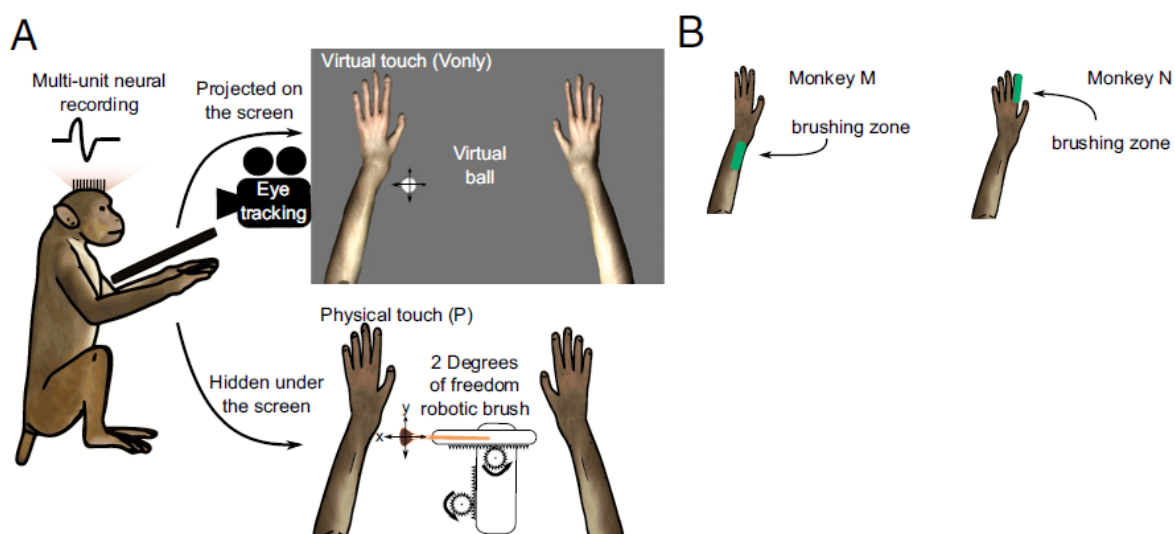 A
Multi-unit neural
recording
Projected on
the screen
Eye
tracking
Virtual touch (Vonly)
Virtual
ball
Hidden under
the screen
Physical touch (P)
2 Degrees
of freedom
robotic brush
y
x
B
Monkey M
brushing zone
Monkey N
brushing zone